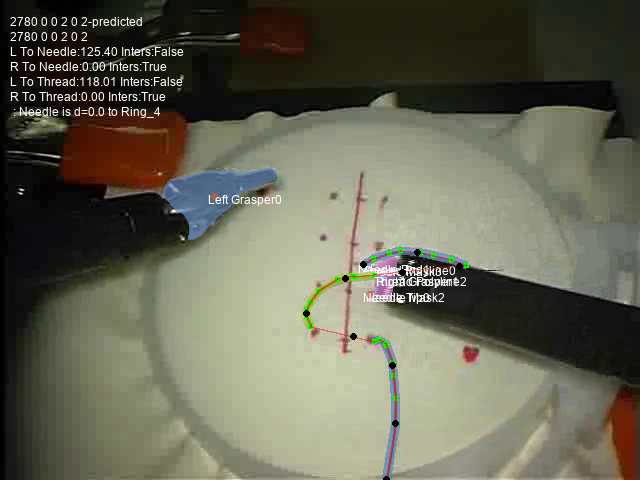 2780 0 0 2 0 2-predicted
2780 0 0 2 0 2
L To Needle:125.40 Inters:False
R To Needle:0.00 Inters:True
L To Thread:118.01 Inters:False
R To Thread:0.00 Inters:True
: Needle is d=0.0 to Ring_4
Left Grasper0